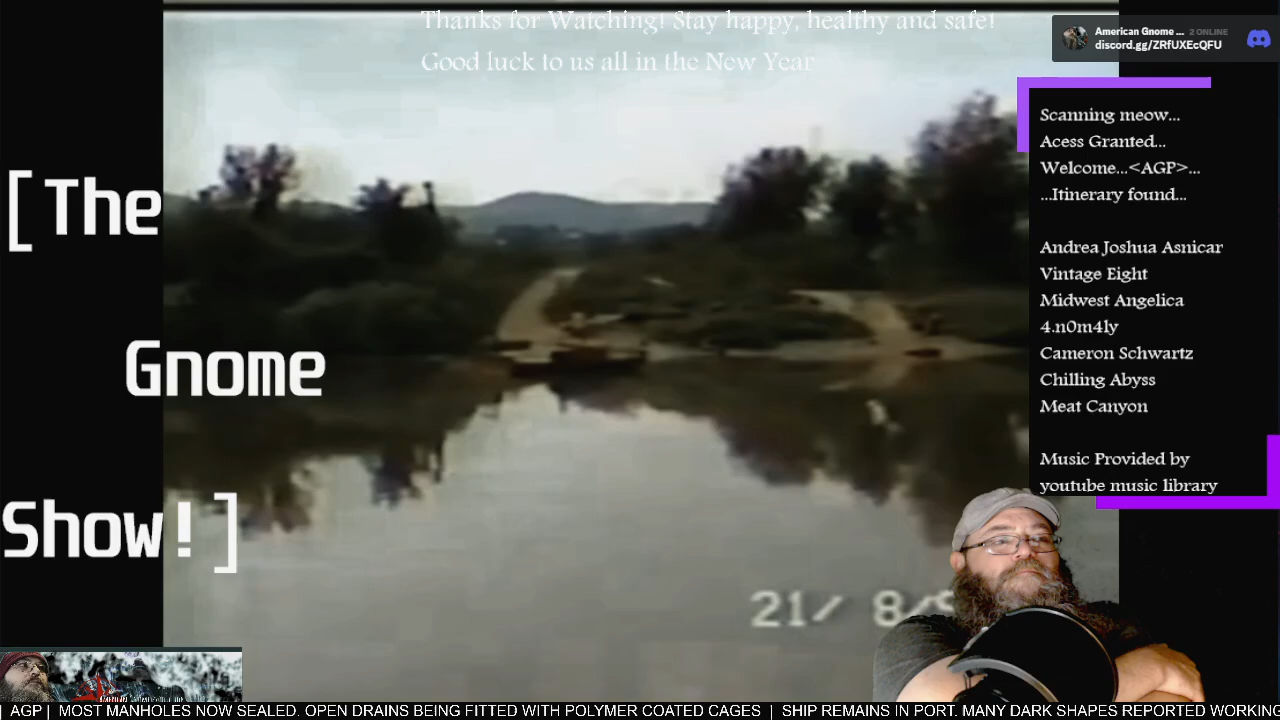 Thanks for Watching! Stay happy, healthy and safe!
Good luck to us all in the New Year
American Gnome ... 2 ONLINE
discord.gg/ZRfUXEcQFU
Scanning meow...
Acess Granted...
Welcome...<AGP>...
...Itinerary found...
Andrea Joshua Asnicar
Vintage Eight
Midwest Angelica
4.n0m4ly
Cameron Schwartz
Chilling Abyss
Meat Canyon
Music Provided by
youtube music library
[The
Gnome
Show!]
21/ 8/9
| AGP | MOST MANHOLES NOW SEALED. OPEN DRAINS BEING FITTED WITH POLYMER COATED CAGES | SHIP REMAINS IN PORT. MANY DARK SHAPES REPORTED WORKING